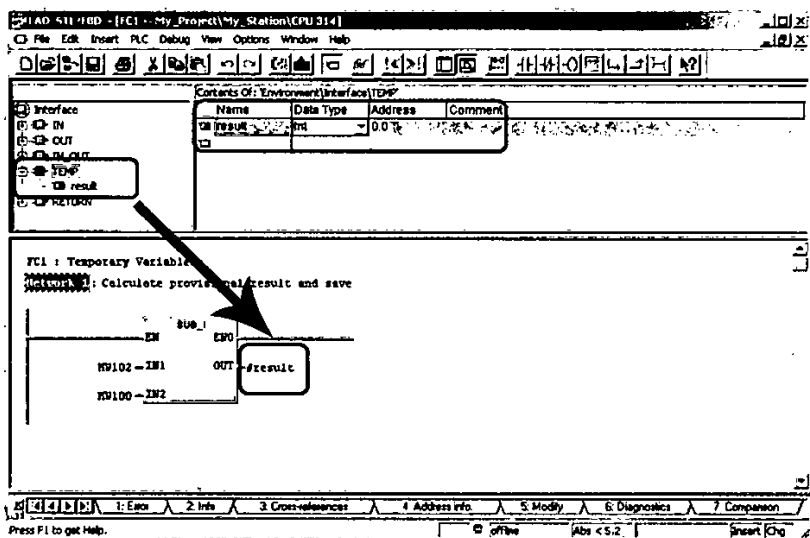 LAD/STL/FBD - [FC1 -- My_Project\My_Station\CPU 314]
File Edit Insert PLC Debug View Options Window Help
Contents Of: 'Environment\Interface\TEMP'
Interface
Name Data Type Address Comment
IN
result Int 0.0
OUT
IN_OUT
TEMP
result
RETURN
FC1 : Temporary Variable
Network 1: Calculate provisional result and save
SUB_I
EN ENO
MW102 IN1 OUT #result
MW100 IN2
1: Error 2: Info 3: Cross-references 4: Address info. 5: Modify 6: Diagnostics 7: Comparison
Press F1 to get Help. offline Abs < 5.2 Insert Chg